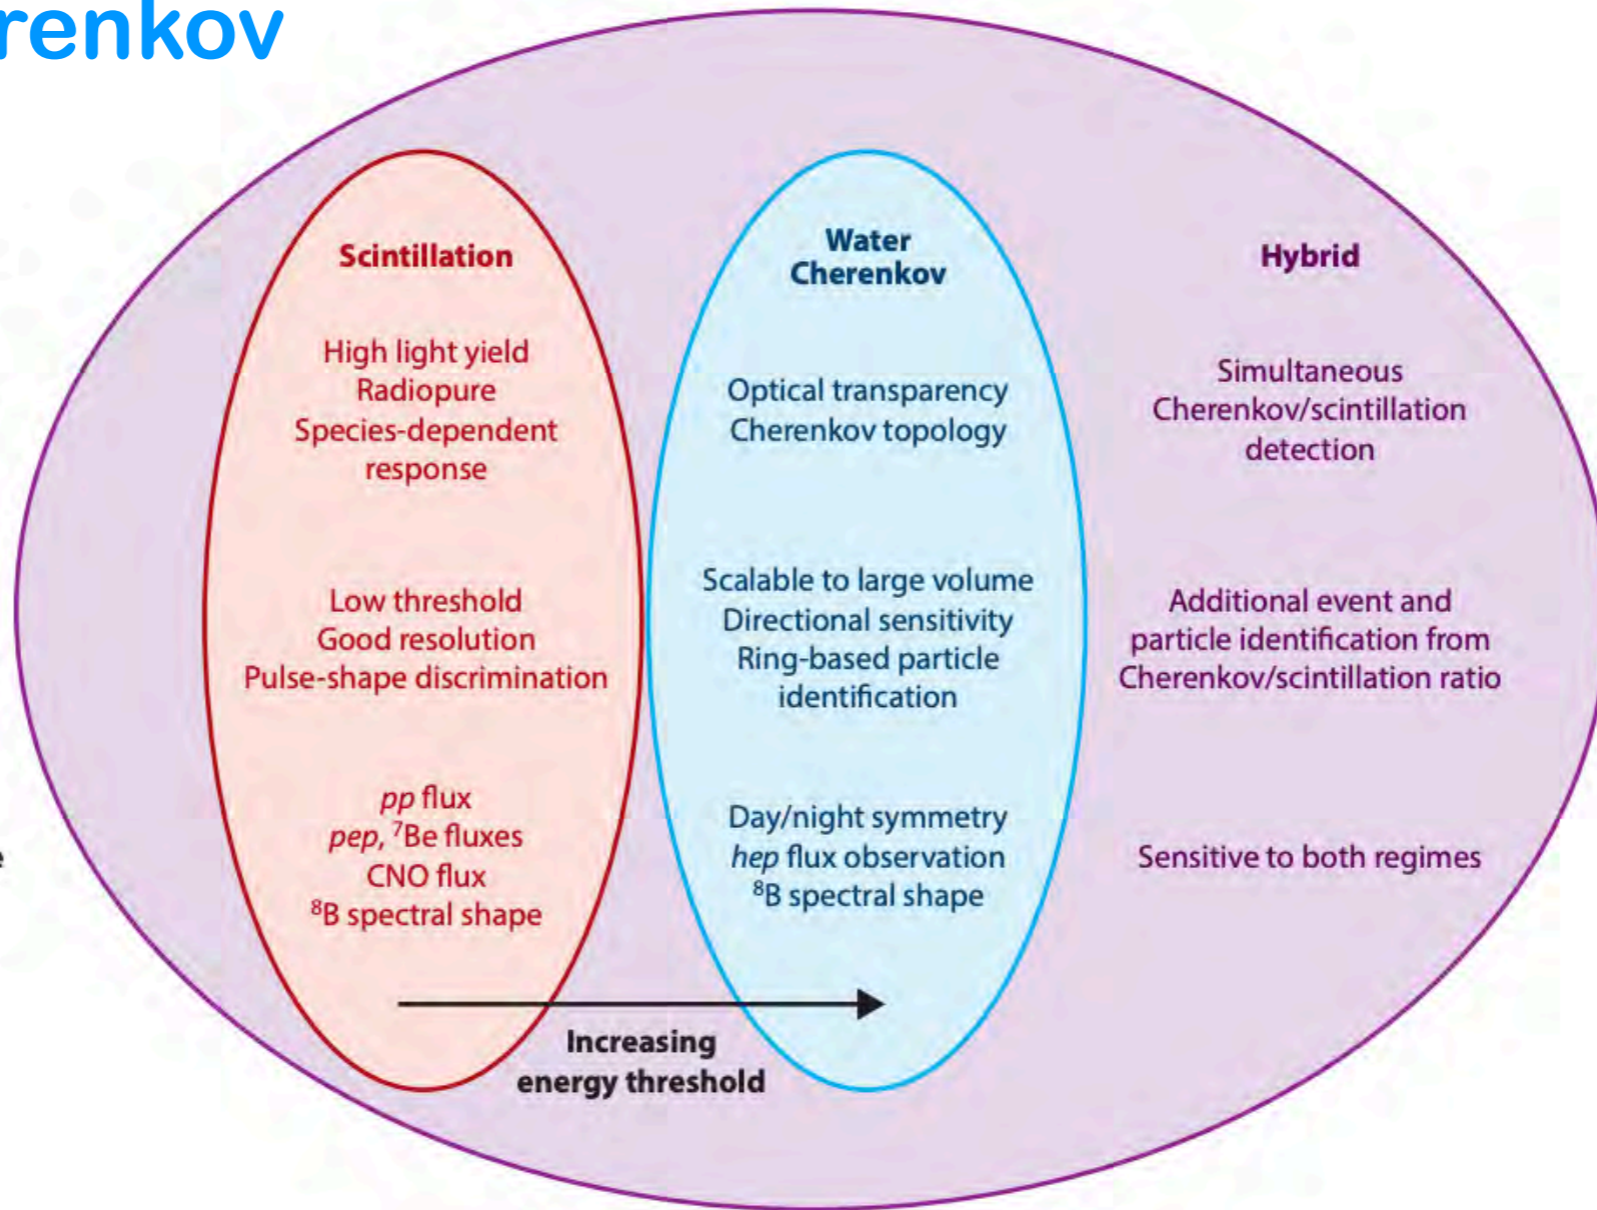 renkov
Scintillation
High light yield
Radiopure
Species-dependent
response
Low threshold
Good resolution
Pulse-shape discrimination
pp flux
pep, ⁷Be fluxes
CNO flux
⁸B spectral shape
Water
Cherenkov
Optical transparency
Cherenkov topology
Scalable to large volume
Directional sensitivity
Ring-based particle
identification
Day/night symmetry
hep flux observation
⁸B spectral shape
Hybrid
Simultaneous
Cherenkov/scintillation
detection
Additional event and
particle identification from
Cherenkov/scintillation ratio
Sensitive to both regimes
Increasing
energy threshold